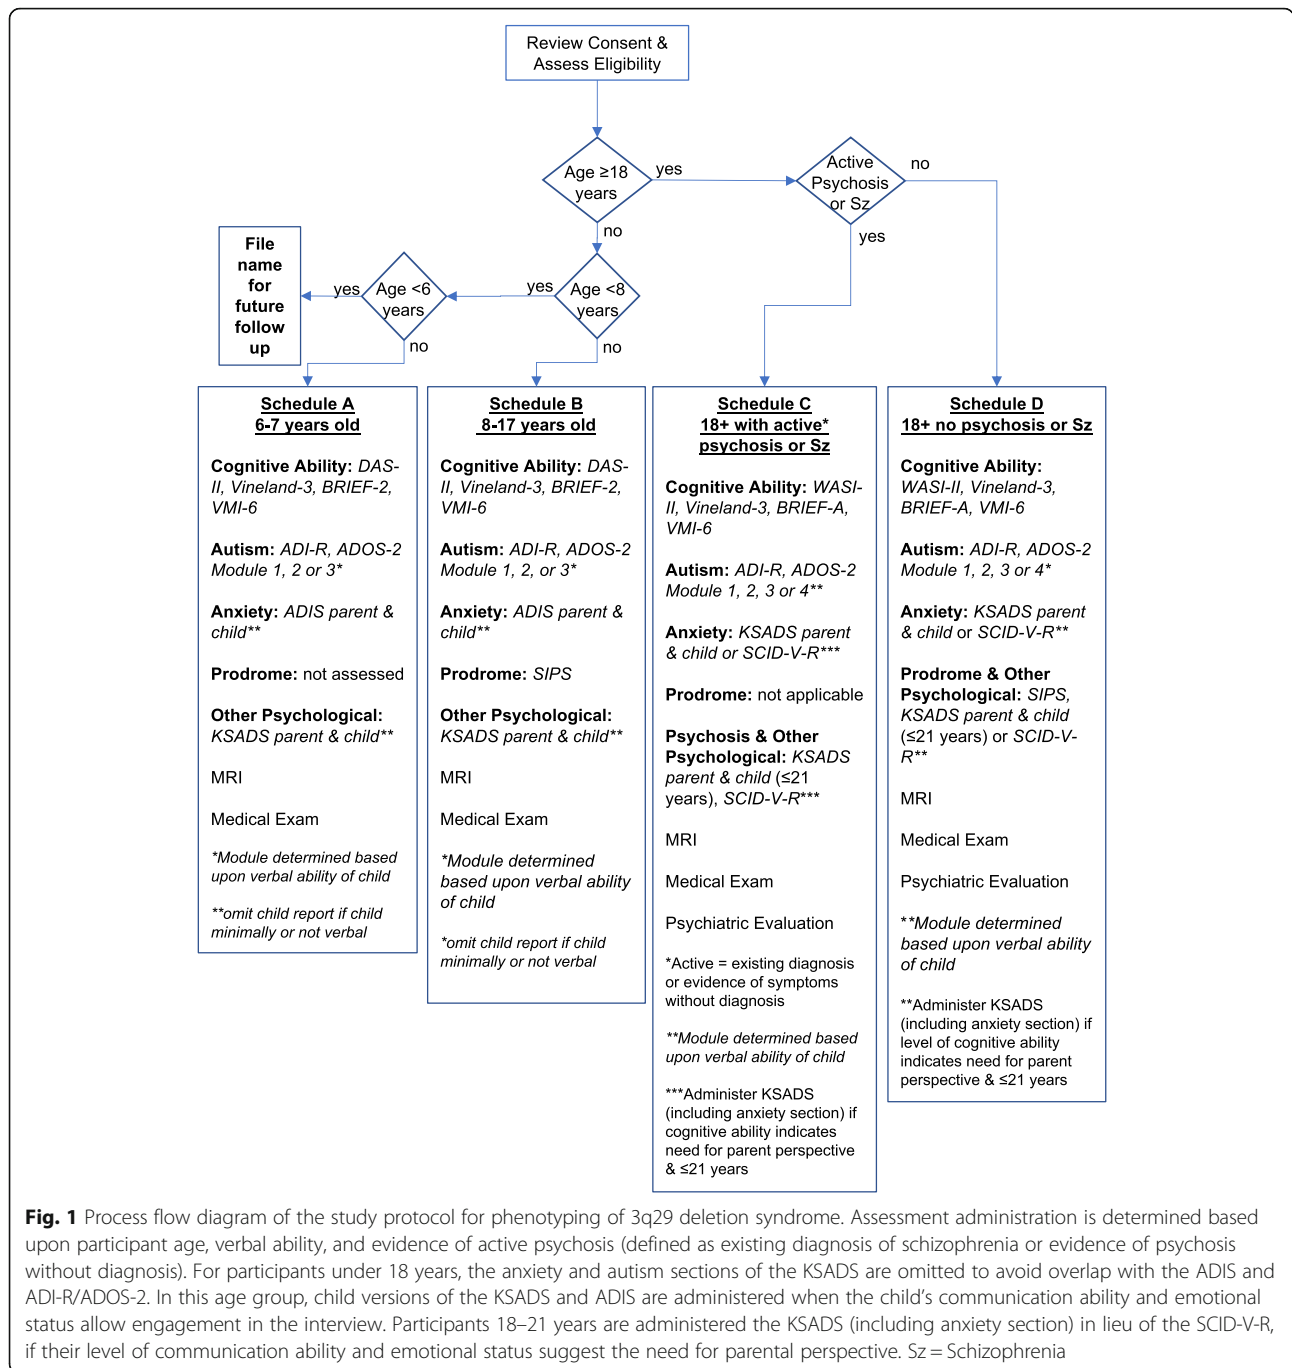 Review Consent &
Assess Eligibility
Age ≥18
years
yes
no
Active
Psychosis
or Sz
no
yes
File
name
for
future
follow
up
yes
Age <6
years
no
yes
Age <8
years
no
Schedule A
6-7 years old
Cognitive Ability: DAS-
II, Vineland-3, BRIEF-2,
VMI-6
Autism: ADI-R, ADOS-2
Module 1, 2 or 3*
Anxiety: ADIS parent &
child**
Prodrome: not assessed
Other Psychological:
KSADS parent & child**
MRI
Medical Exam
*Module determined based
upon verbal ability of child
**omit child report if child
minimally or not verbal
Schedule B
8-17 years old
Cognitive Ability: DAS-
II, Vineland-3, BRIEF-2,
VMI-6
Autism: ADI-R, ADOS-2
Module 1, 2, or 3*
Anxiety: ADIS parent &
child**
Prodrome: SIPS
Other Psychological:
KSADS parent & child**
MRI
Medical Exam
*Module determined
based upon verbal ability
of child
*omit child report if child
minimally or not verbal
Schedule C
18+ with active*
psychosis or Sz
Cognitive Ability: WASI-
II, Vineland-3, BRIEF-A,
VMI-6
Autism: ADI-R, ADOS-2
Module 1, 2, 3 or 4**
Anxiety: KSADS parent
& child or SCID-V-R***
Prodrome: not applicable
Psychosis & Other
Psychological: KSADS
parent & child (≤21
years), SCID-V-R***
MRI
Medical Exam
Psychiatric Evaluation
*Active = existing diagnosis
or evidence of symptoms
without diagnosis
**Module determined based
upon verbal ability of child
***Administer KSADS
(including anxiety section) if
cognitive ability indicates
need for parent perspective
& ≤21 years
Schedule D
18+ no psychosis or Sz
Cognitive Ability:
WASI-II, Vineland-3,
BRIEF-A, VMI-6
Autism: ADI-R, ADOS-2
Module 1, 2, 3 or 4*
Anxiety: KSADS parent
& child or SCID-V-R**
Prodrome & Other
Psychological: SIPS,
KSADS parent & child
(≤21 years) or SCID-V-
R**
MRI
Medical Exam
Psychiatric Evaluation
**Module determined
based upon verbal ability
of child
**Administer KSADS
(including anxiety section) if
level of cognitive ability
indicates need for parent
perspective & ≤21 years
Fig. 1 Process flow diagram of the study protocol for phenotyping of 3q29 deletion syndrome. Assessment administration is determined based
upon participant age, verbal ability, and evidence of active psychosis (defined as existing diagnosis of schizophrenia or evidence of psychosis
without diagnosis). For participants under 18 years, the anxiety and autism sections of the KSADS are omitted to avoid overlap with the ADIS and
ADI-R/ADOS-2. In this age group, child versions of the KSADS and ADIS are administered when the child's communication ability and emotional
status allow engagement in the interview. Participants 18–21 years are administered the KSADS (including anxiety section) in lieu of the SCID-V-R,
if their level of communication ability and emotional status suggest the need for parental perspective. Sz = Schizophrenia